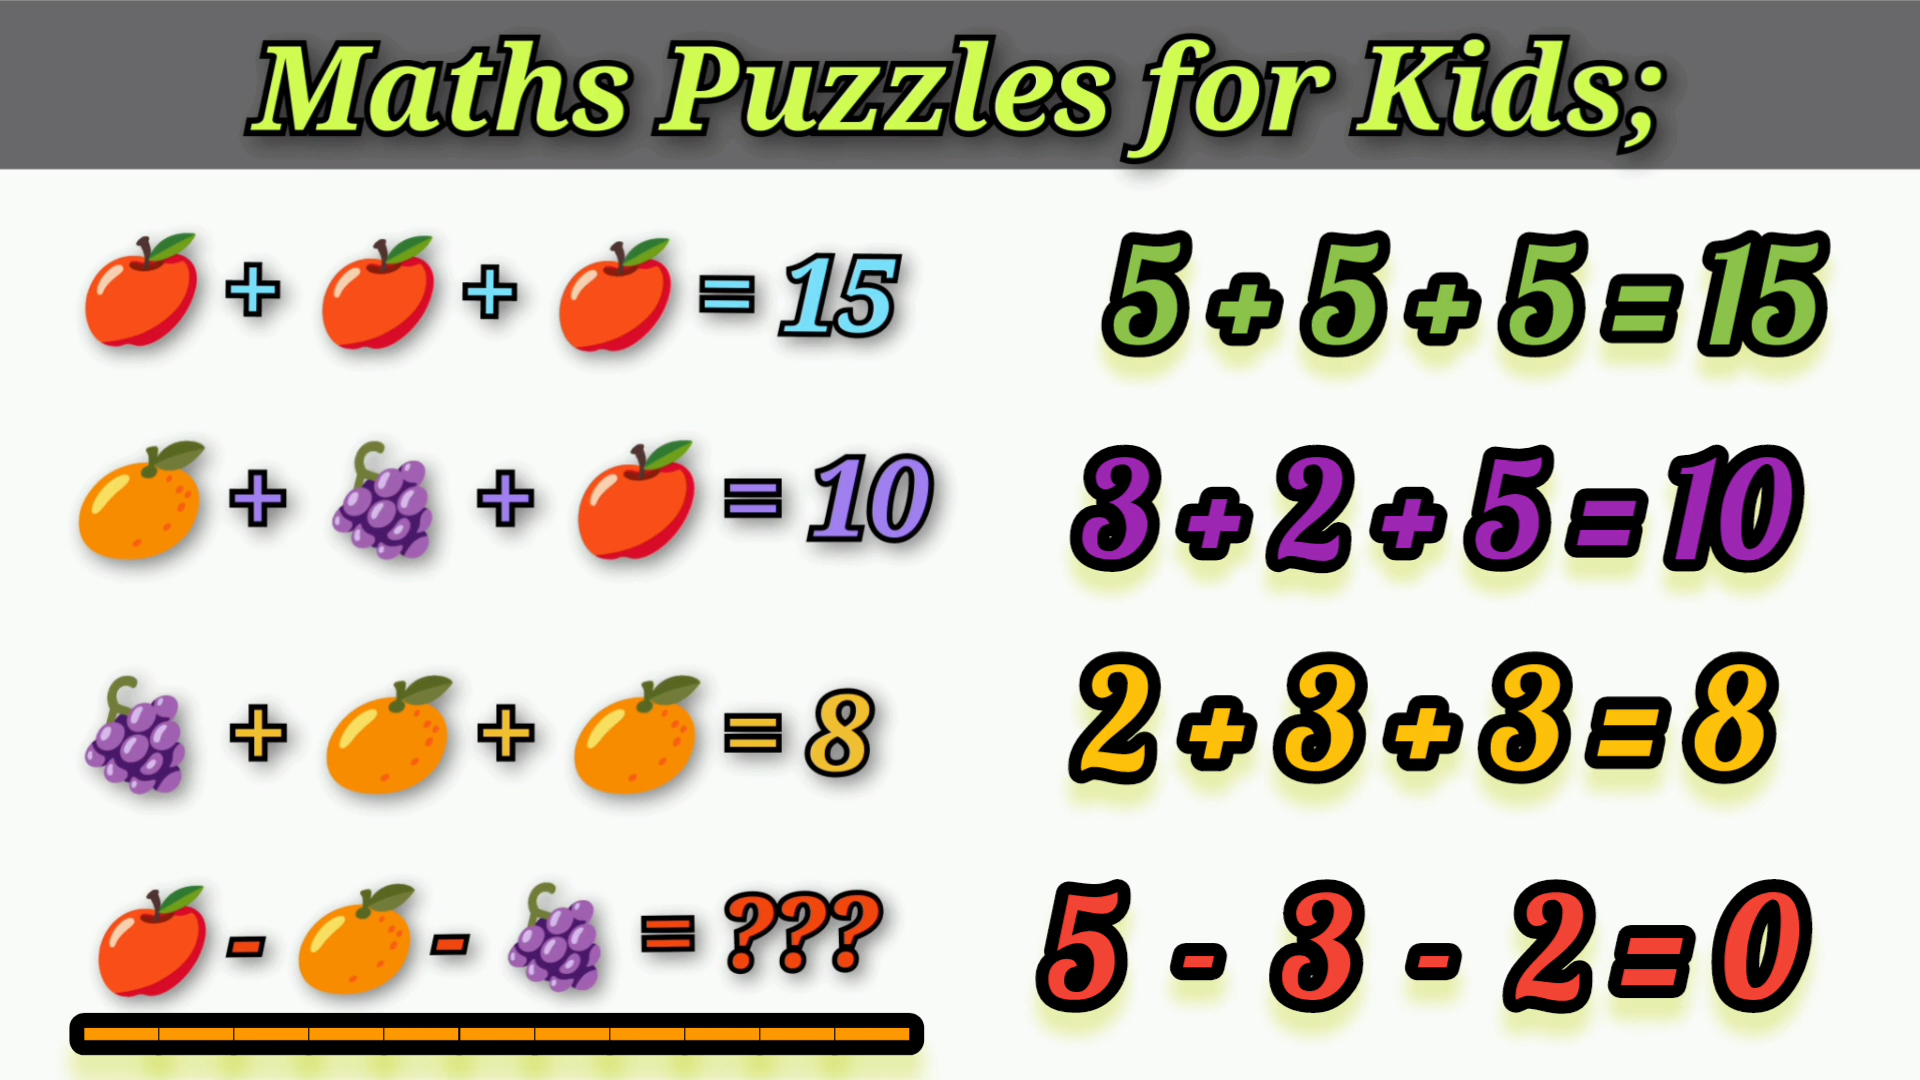 Maths Puzzles for Kids;
+ + = 15
5 + 5 + 5 = 15
+ + = 10
3 + 2 + 5 = 10
+ + = 8
2 + 3 + 3 = 8
- - = ???
5 - 3 - 2 = 0